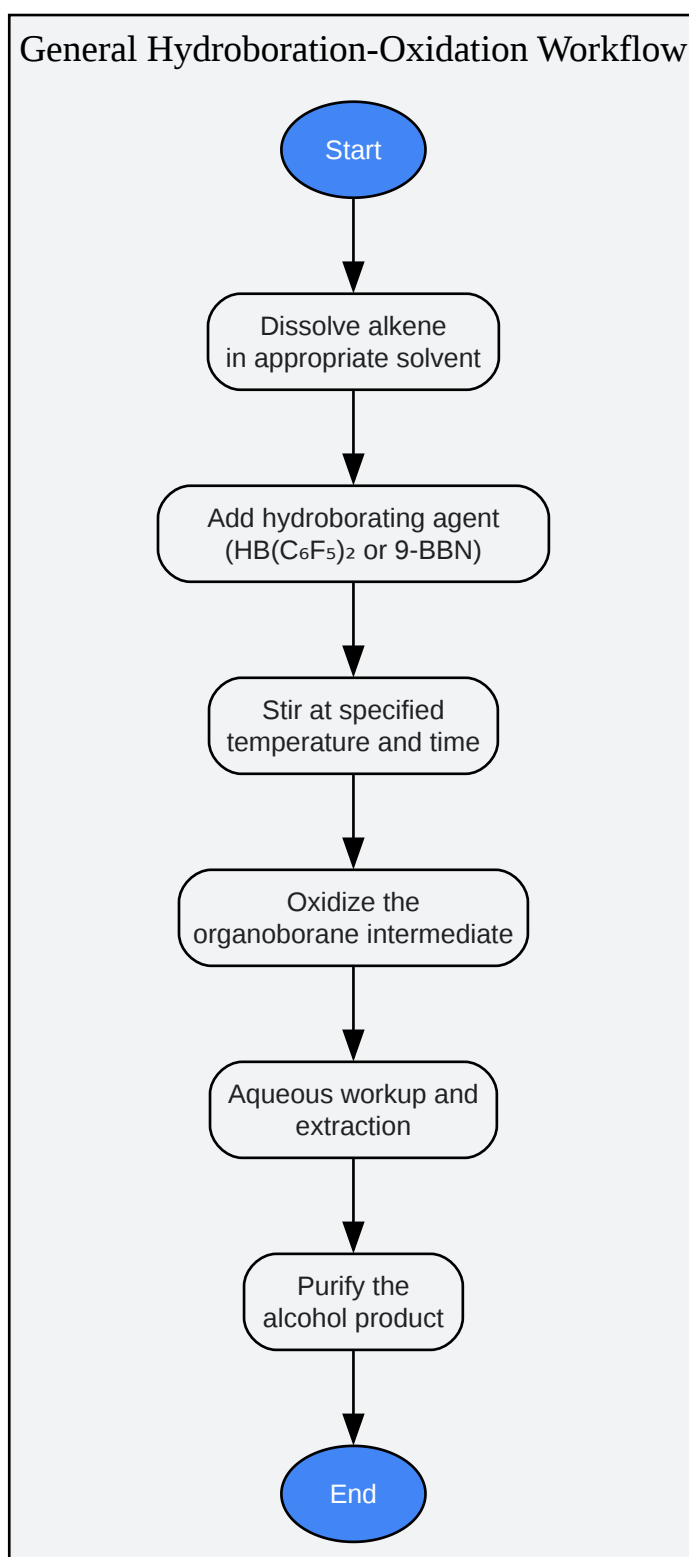 General Hydroboration-Oxidation Workflow
Start
Dissolve alkene
in appropriate solvent
Add hydroborating agent
(HB(C₆F₅)₂ or 9-BBN)
Stir at specified
temperature and time
Oxidize the
organoborane intermediate
Aqueous workup and
extraction
Purify the
alcohol product
End